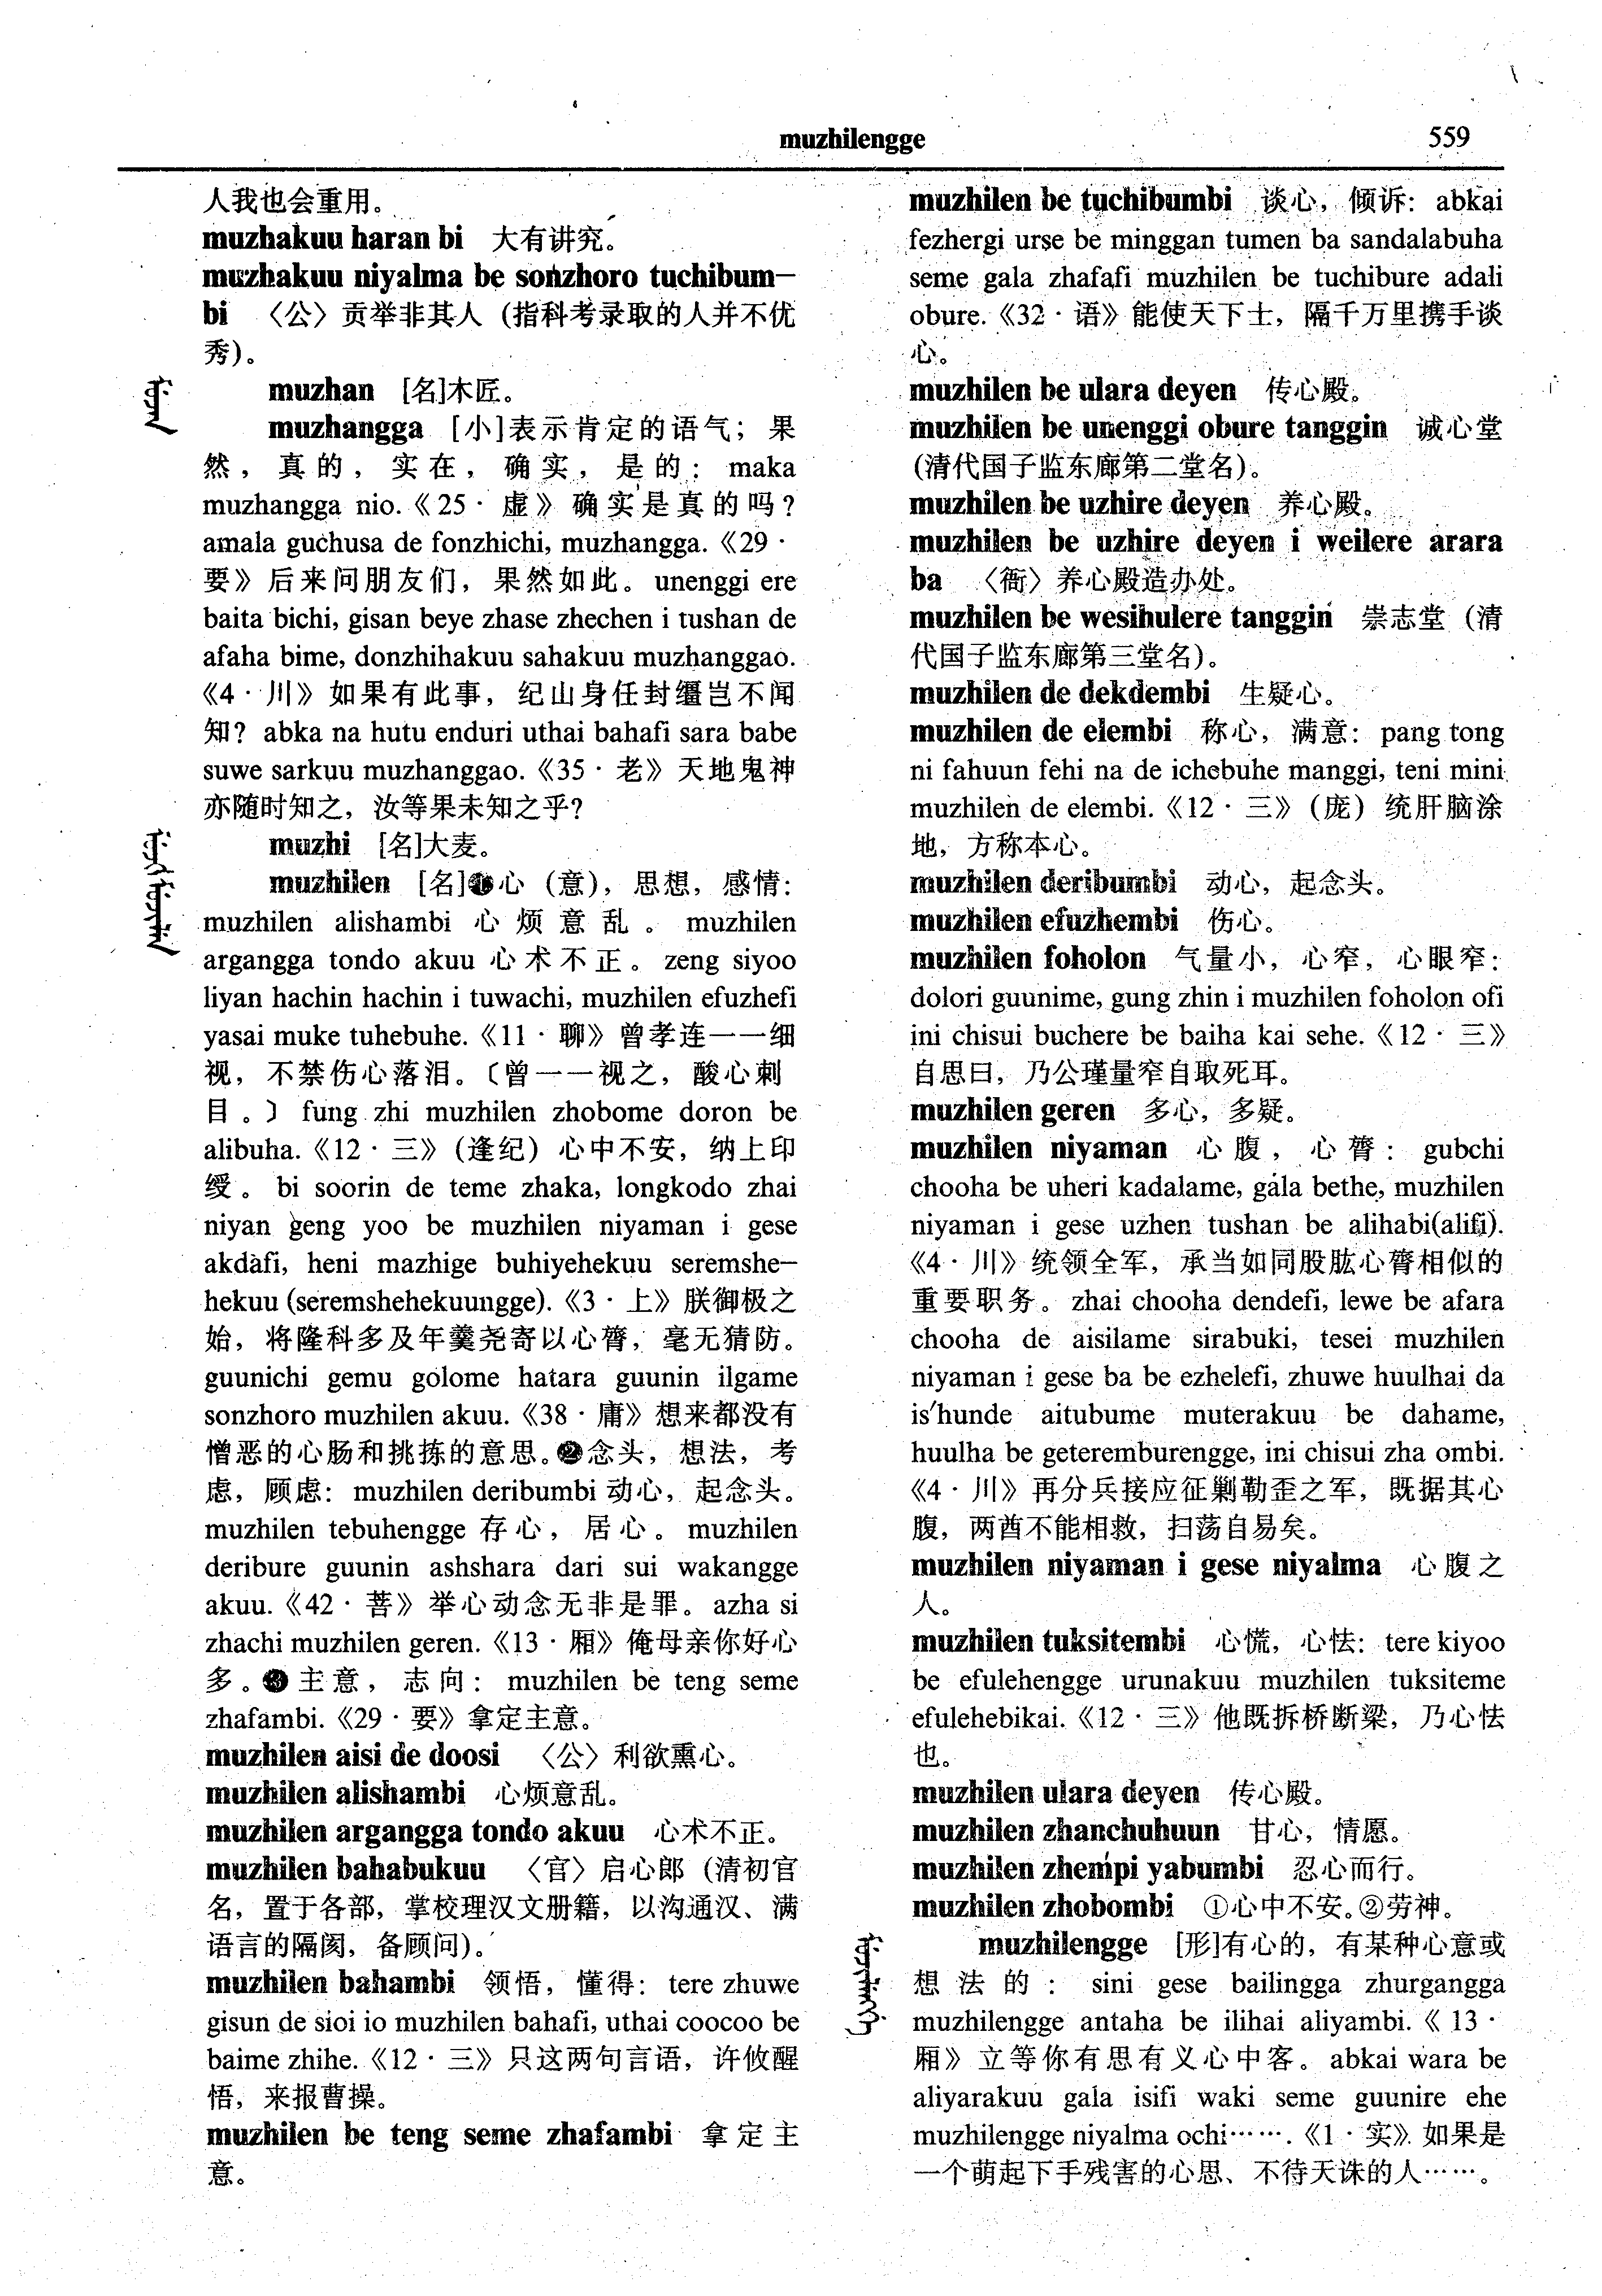 muzhilengge
559
人我也会重用。
muzhakuu haran bi 大有讲究。
muzhakuu niyalma be sonzhoro tuchibum—
bi 〈公〉贡举非其人（指科考录取的人并不优
秀）。
muzhan [名]木匠。
muzhangga [小]表示肯定的语气；果
然，真的，实在，确实，是的：maka
muzhangga nio.《25·虚》确实是真的吗？
amala guchusa de fonzhichi, muzhangga.《29·
要》后来问朋友们，果然如此。unenggi ere
baita bichi, gisan beye zhase zhechen i tushan de
afaha bime, donzhihakuu sahakuu muzhanggao.
《4·川》如果有此事，纪山身任封疆岂不闻
知？abka na hutu enduri uthai bahafi sara babe
suwe sarkuu muzhanggao.《35·老》天地鬼神
亦随时知之，汝等果未知之乎？
muzhi [名]大麦。
muzhilen [名]❶心（意），思想，感情：
muzhilen alishambi 心烦意乱。muzhilen
argangga tondo akuu 心术不正。zeng siyoo
liyan hachin hachin i tuwachi, muzhilen efuzhefi
yasai muke tuhebuhe.《11·聊》曾孝连一一细
视，不禁伤心落泪。〔曾一一视之，酸心刺
目。〕fung zhi muzhilen zhobome doron be
alibuha.《12·三》（逢纪）心中不安，纳上印
绶。bi soorin de teme zhaka, longkodo zhai
niyan geng yoo be muzhilen niyaman i gese
akdafi, heni mazhige buhiyehekuu seremshe—
hekuu (seremshehekuungge).《3·上》朕御极之
始，将隆科多及年羹尧寄以心膂，毫无猜防。
guunichi gemu golome hatara guunin ilgame
sonzhoro muzhilen akuu.《38·庸》想来都没有
憎恶的心肠和挑拣的意思。❷念头，想法，考
虑，顾虑：muzhilen deribumbi 动心，起念头。
muzhilen tebuhengge 存心，居心。muzhilen
deribure guunin ashshara dari sui wakangge
akuu.《42·菩》举心动念无非是罪。azha si
zhachi muzhilen geren.《13·厢》俺母亲你好心
多。❸主意，志向：muzhilen be teng seme
zhafambi.《29·要》拿定主意。
muzhilen aisi de doosi 〈公〉利欲熏心。
muzhilen alishambi 心烦意乱。
muzhilen argangga tondo akuu 心术不正。
muzhilen bahabukuu 〈官〉启心郎（清初官
名，置于各部，掌校理汉文册籍，以沟通汉、满
语言的隔阂，备顾问）。
muzhilen bahambi 领悟，懂得：tere zhuwe
gisun de sioi io muzhilen bahafi, uthai coocoo be
baime zhihe.《12·三》只这两句言语，许攸醒
悟，来报曹操。
muzhilen be teng seme zhafambi 拿定主
意。
muzhilen be tuchibumbi 谈心，倾诉：abkai
fezhergi urse be minggan tumen ba sandalabuha
seme gala zhafafi muzhilen be tuchibure adali
obure.《32·语》能使天下士，隔千万里携手谈
心。
muzhilen be ulara deyen 传心殿。
muzhilen be unenggi obure tanggin 诚心堂
（清代国子监东廊第二堂名）。
muzhilen be uzhire deyen 养心殿。
muzhilen be uzhire deyen i weilere arara
ba 〈衙〉养心殿造办处。
muzhilen be wesihulere tanggin 崇志堂（清
代国子监东廊第三堂名）。
muzhilen de dekdembi 生疑心。
muzhilen de elembi 称心，满意：pang tong
ni fahuun fehi na de ichebuhe manggi, teni mini
muzhilen de elembi.《12·三》（庞）统肝脑涂
地，方称本心。
muzhilen deribumbi 动心，起念头。
muzhilen efuzhembi 伤心。
muzhilen foholon 气量小，心窄，心眼窄：
dolori guunime, gung zhin i muzhilen foholon ofi
ini chisui buchere be baiha kai sehe.《12·三》
自思曰，乃公瑾量窄自取死耳。
muzhilen geren 多心，多疑。
muzhilen niyaman 心腹，心膂：gubchi
chooha be uheri kadalame, gala bethe, muzhilen
niyaman i gese uzhen tushan be alihabi(alifi).
《4·川》统领全军，承当如同股肱心膂相似的
重要职务。zhai chooha dendefi, lewe be afara
chooha de aisilame sirabuki, tesei muzhilen
niyaman i gese ba be ezhelefi, zhuwe huulhai da
is'hunde aitubume muterakuu be dahame,
huulha be geteremburengge, ini chisui zha ombi.
《4·川》再分兵接应征剿勒歪之军，既据其心
腹，两酋不能相救，扫荡自易矣。
muzhilen niyaman i gese niyalma 心腹之
人。
muzhilen tuksitembi 心慌，心怯：tere kiyoo
be efulehengge urunakuu muzhilen tuksiteme
efulehebikai.《12·三》他既拆桥断梁，乃心怯
也。
muzhilen ulara deyen 传心殿。
muzhilen zhanchuhuun 甘心，情愿。
muzhilen zhempi yabumbi 忍心而行。
muzhilen zhobombi ①心中不安。②劳神。
muzhilengge [形]有心的，有某种心意或
想法的：sini gese bailingga zhurgangga
muzhilengge antaha be ilihai aliyambi.《13·
厢》立等你有思有义心中客。abkai wara be
aliyarakuu gala isifi waki seme guunire ehe
muzhilengge niyalma ochi…….《1·实》如果是
一个萌起下手残害的心思、不待天诛的人……。